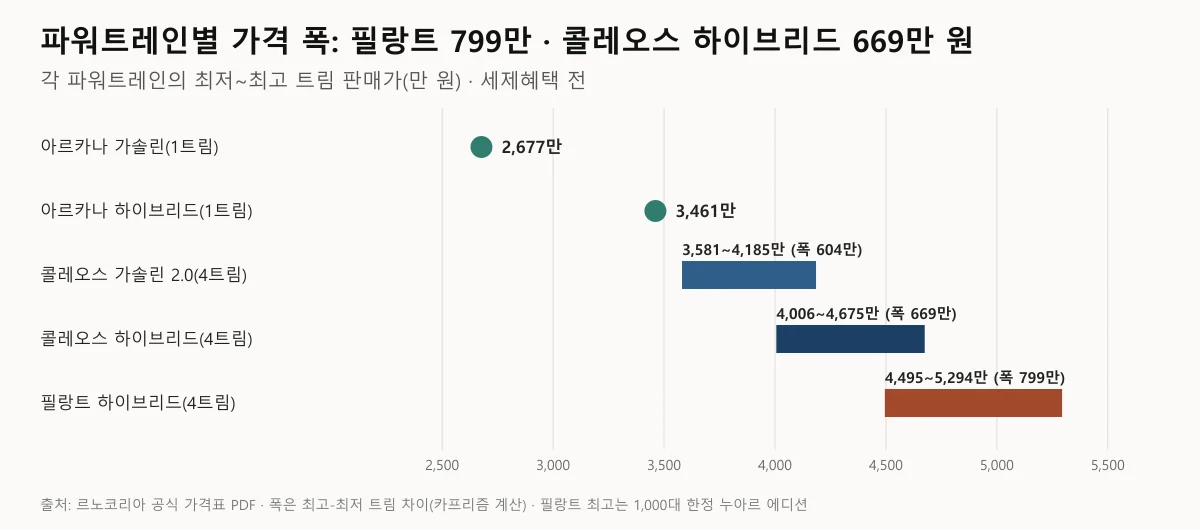 파워트레인별 가격 폭: 필랑트 799만 · 콜레오스 하이브리드 669만 원
각 파워트레인의 최저~최고 트림 판매가(만 원) · 세제혜택 전
아르카나 가솔린(1트림)
2,677만
아르카나 하이브리드(1트림)
3,461만
3,581~4,185만 (폭 604만)
콜레오스 가솔린 2.0(4트림)
4,006~4,675만 (폭 669만)
콜레오스 하이브리드(4트림)
4,495~5,294만 (폭 799만)
필랑트 하이브리드(4트림)
2,500 3,000 3,500 4,000 4,500 5,000 5,500
출처: 르노코리아 공식 가격표 PDF · 폭은 최고-최저 트림 차이(카프리즘 계산) · 필랑트 최고는 1,000대 한정 누아르 에디션